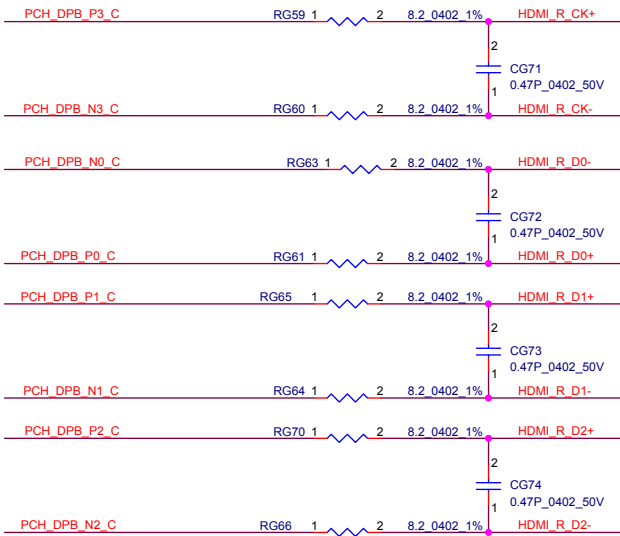 PCH_DPB_P3_C RG59 1 2 8.2_0402_1% HDMI_R_CK+
2
CG71
1 0.47P_0402_50V
PCH_DPB_N3_C RG60 1 2 8.2_0402_1% HDMI_R_CK-
PCH_DPB_N0_C RG63 1 2 8.2_0402_1% HDMI_R_D0-
2
CG72
1 0.47P_0402_50V
PCH_DPB_P0_C RG61 1 2 8.2_0402_1% HDMI_R_D0+
PCH_DPB_P1_C RG65 1 2 8.2_0402_1% HDMI_R_D1+
2
CG73
1 0.47P_0402_50V
PCH_DPB_N1_C RG64 1 2 8.2_0402_1% HDMI_R_D1-
PCH_DPB_P2_C RG70 1 2 8.2_0402_1% HDMI_R_D2+
2
CG74
1 0.47P_0402_50V
PCH_DPB_N2_C RG66 1 2 8.2_0402_1% HDMI_R_D2-